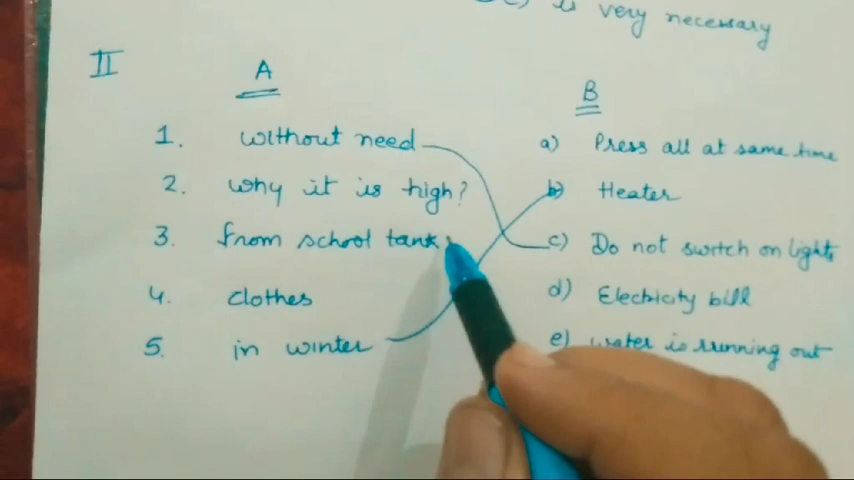 is very necessary
II
A
B
1. without need
a) Press all at same time
2. why it is high?
b) Heater
3. from school tank
c) Do not switch on lights
4. clothes
d) Electricity bill
5. in winter
e) water is running out